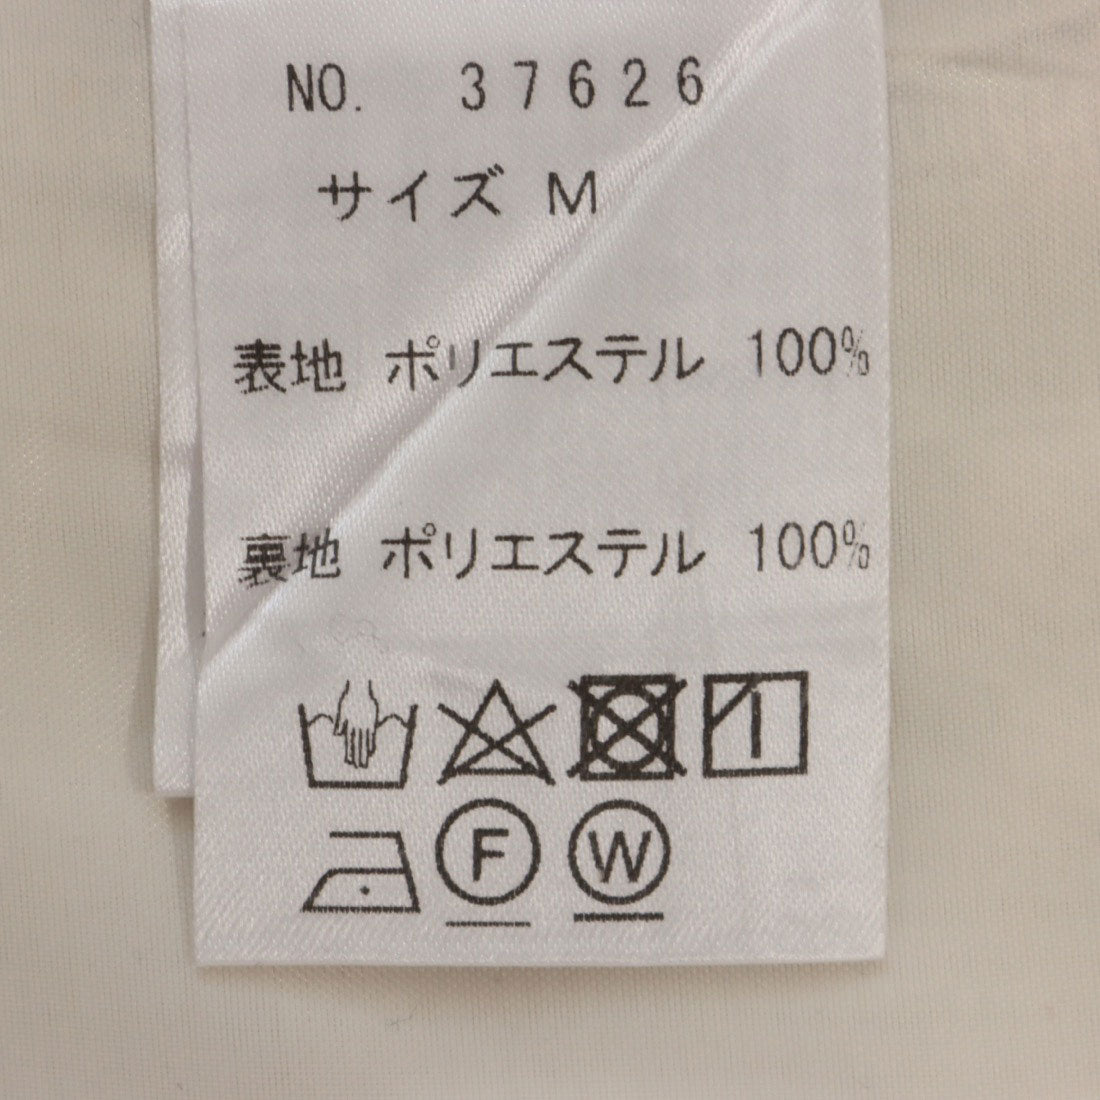 NO. 37626
サイズ M
表地 ポリエステル 100%
裏地 ポリエステル 100%
F W